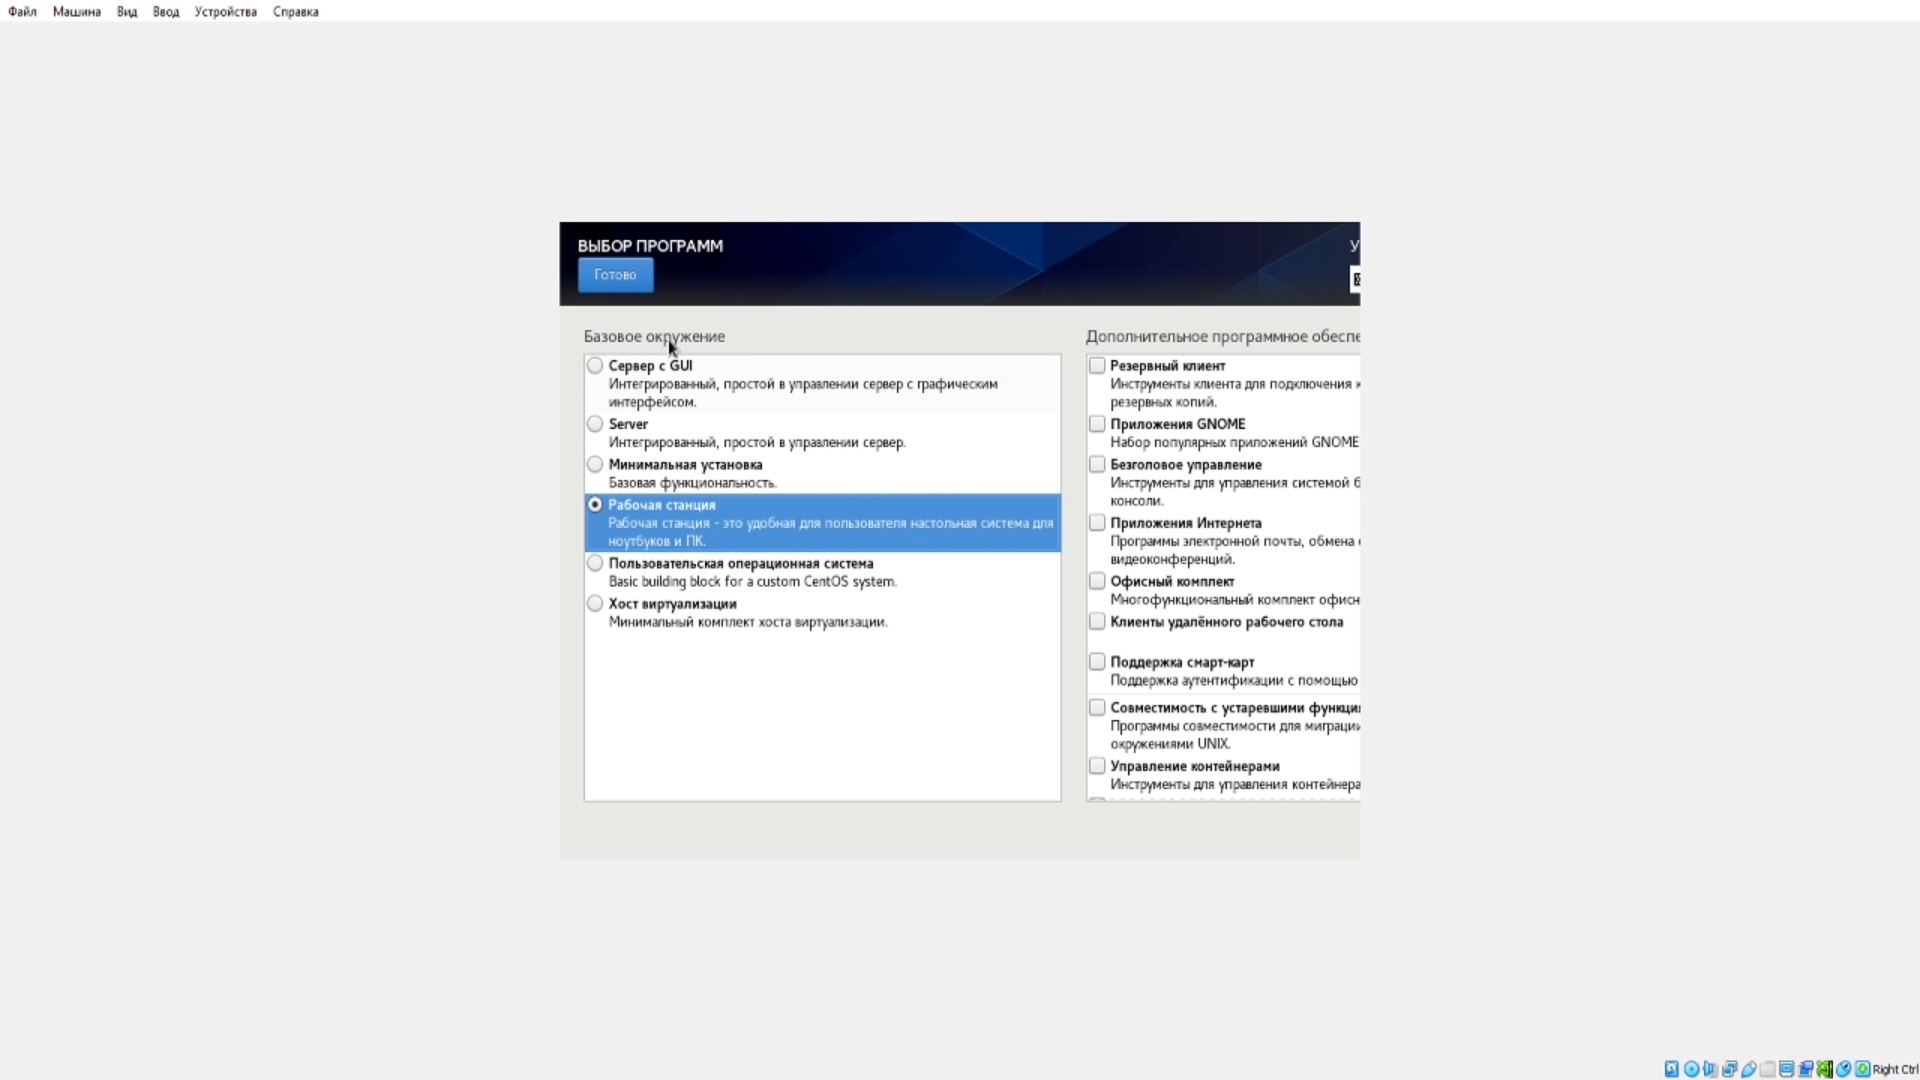 Файл Машина Вид Ввод Устройства Справка
ВЫБОР ПРОГРАММ
У
Готово
Базовое окружение
Сервер с GUI
Интегрированный, простой в управлении сервер с графическим
интерфейсом.
Server
Интегрированный, простой в управлении сервер.
Минимальная установка
Базовая функциональность.
Рабочая станция
Рабочая станция - это удобная для пользователя настольная система для
ноутбуков и ПК.
Пользовательская операционная система
Basic building block for a custom CentOS system.
Хост виртуализации
Минимальный комплект хоста виртуализации.
Дополнительное программное обеспе
Резервный клиент
Инструменты клиента для подключения к
резервных копий.
Приложения GNOME
Набор популярных приложений GNOME
Безголовое управление
Инструменты для управления системой б
консоли.
Приложения Интернета
Программы электронной почты, обмена
видеоконференций.
Офисный комплект
Многофункциональный комплект офисн
Клиенты удалённого рабочего стола
Поддержка смарт-карт
Поддержка аутентификации с помощью
Совместимость с устаревшими функци
Программы совместимости для миграции
окружениями UNIX.
Управление контейнерами
Инструменты для управления контейнера
Right Ctrl